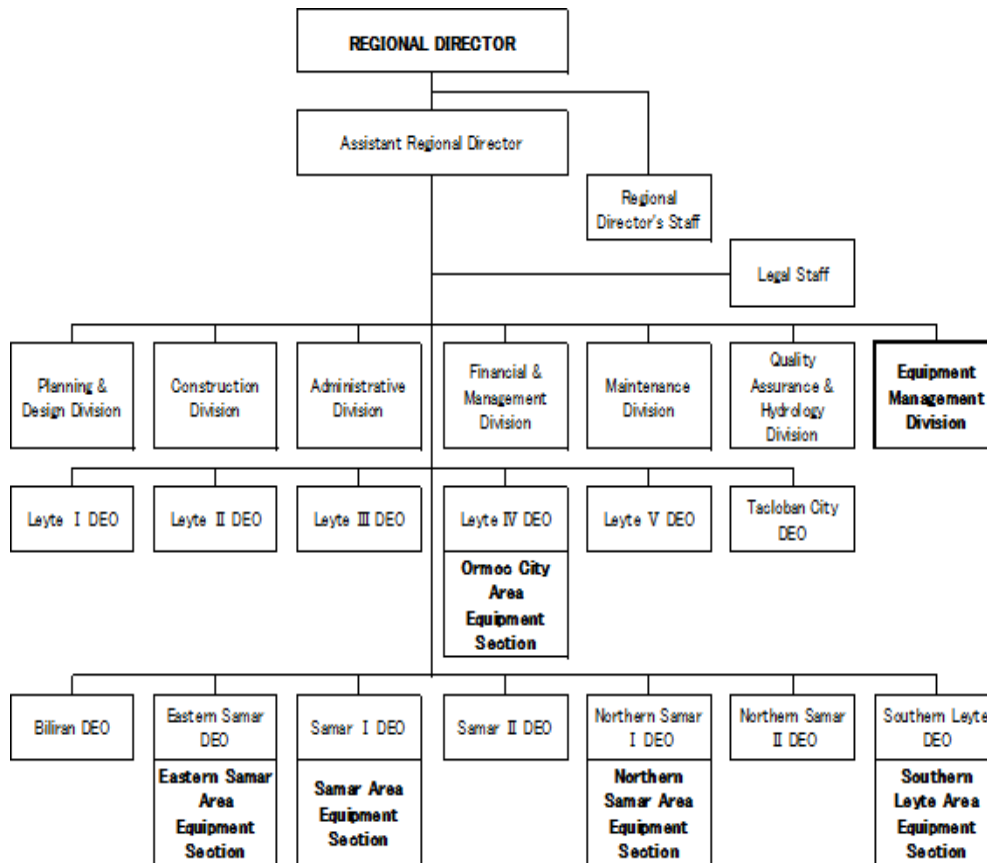 REGIONAL DIRECTOR
Assistant Regional Director
Regional
Director's Staff
Legal Staff
Planning &
Design Division
Construction
Division
Administrative
Division
Financial &
Management
Division
Maintenance
Division
Quality
Assurance &
Hydrology
Division
Equipment
Management
Division
Leyte Ⅰ DEO
Leyte Ⅱ DEO
Leyte Ⅲ DEO
Leyte Ⅳ DEO
Leyte Ⅴ DEO
Tacloban City
DEO
Ormoc City
Area
Equipment
Section
Biliran DEO
Eastern Samar
DEO
Samar Ⅰ DEO
Samar Ⅱ DEO
Northern Samar
Ⅰ DEO
Northern Samar
Ⅱ DEO
Southern Leyte
DEO
Eastern Samar
Area
Equipment
Section
Samar Area
Equipment
Section
Northern
Samar Area
Equipment
Section
Southern
Leyte Area
Equipment
Section